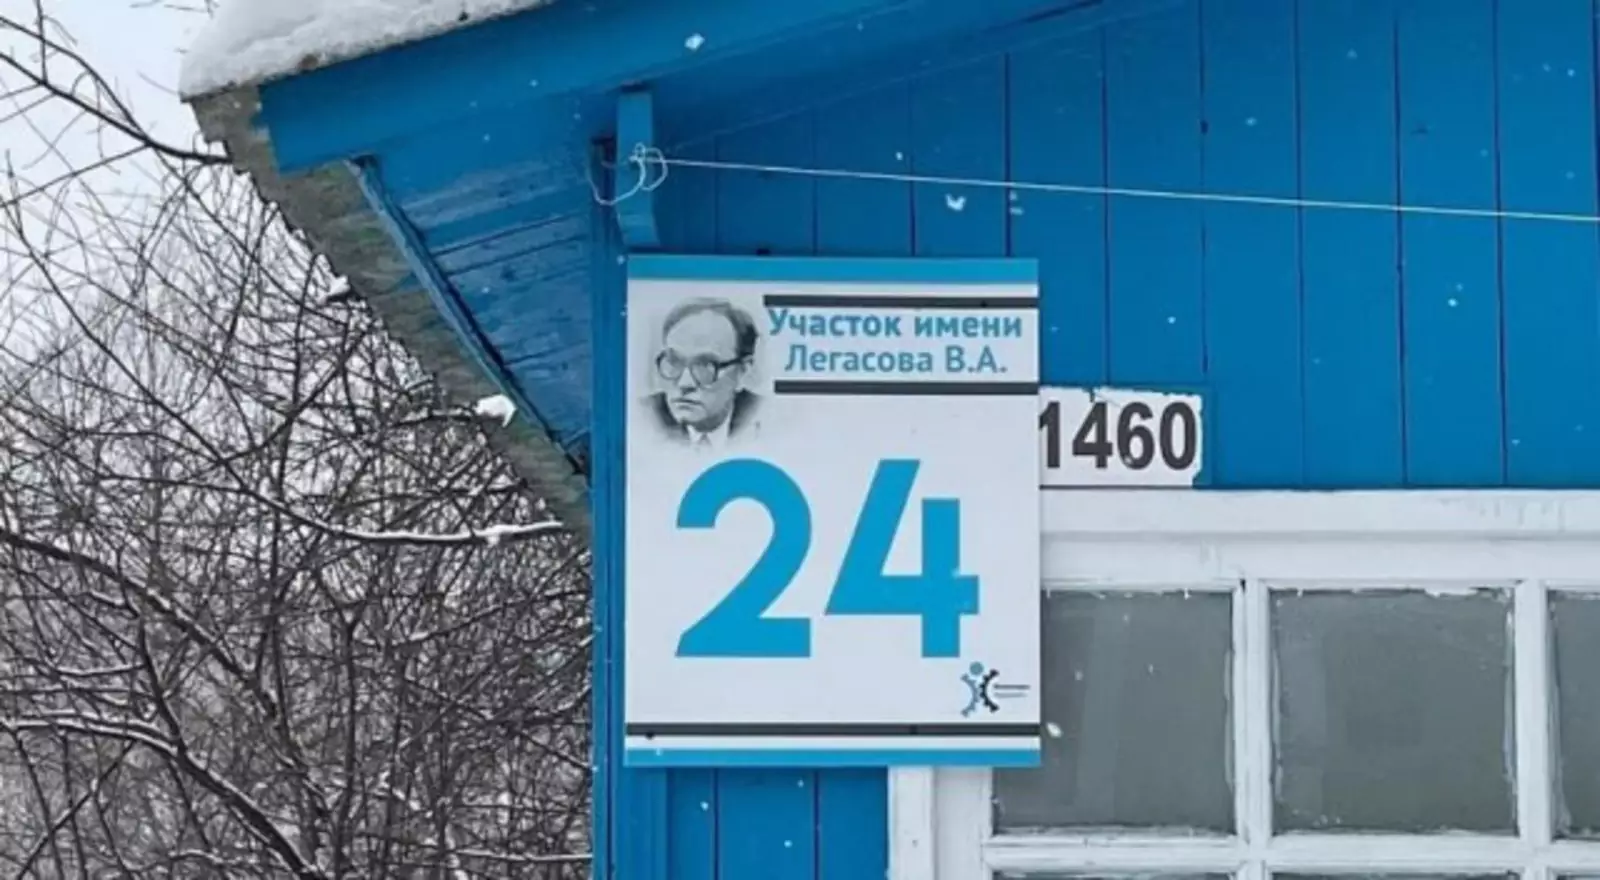 Участок имени
Легасова В.А.
1460
24